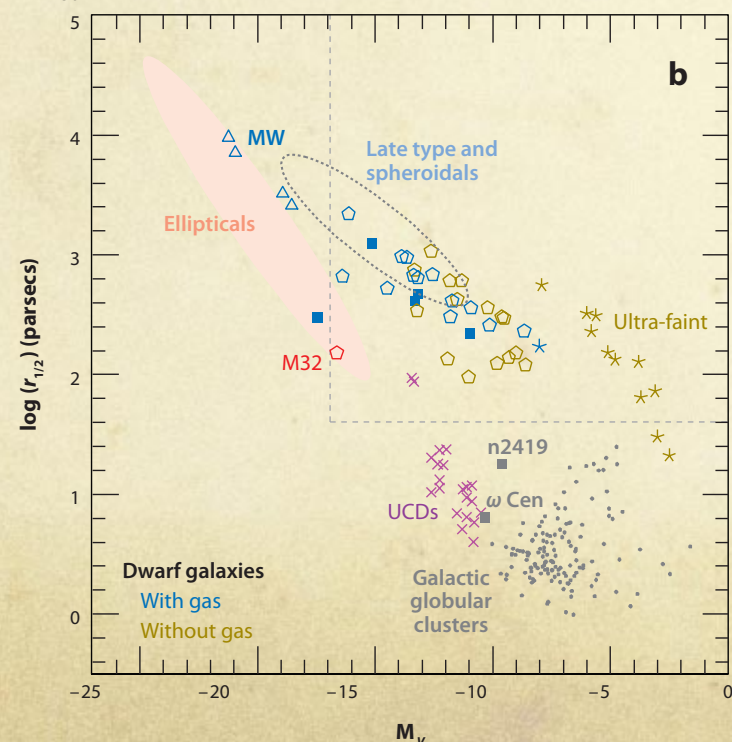 5
b
MW
Late type and
spheroidals
4
Ellipticals
3
log (r1/2) (parsecs)
Ultra-faint
M32
2
n2419
ω Cen
UCDs
1
Dwarf galaxies
With gas
Without gas
Galactic
globular
clusters
0
−25
−20
−15
−10
−5
0
MV